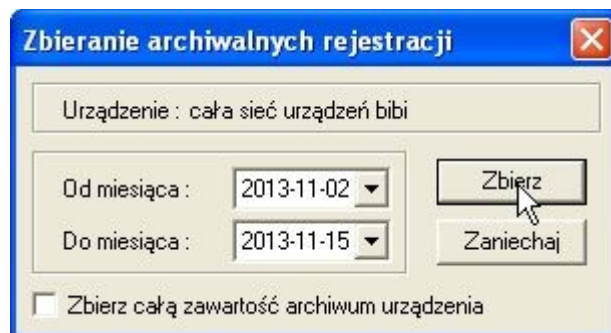 Zbieranie archiwalnych rejestracji
Urządzenie : cała sieć urządzeń bibi
Od miesiąca : 2013-11-02 Zbierz
Do miesiąca : 2013-11-15 Zaniechaj
Zbierz całą zawartość archiwum urządzenia